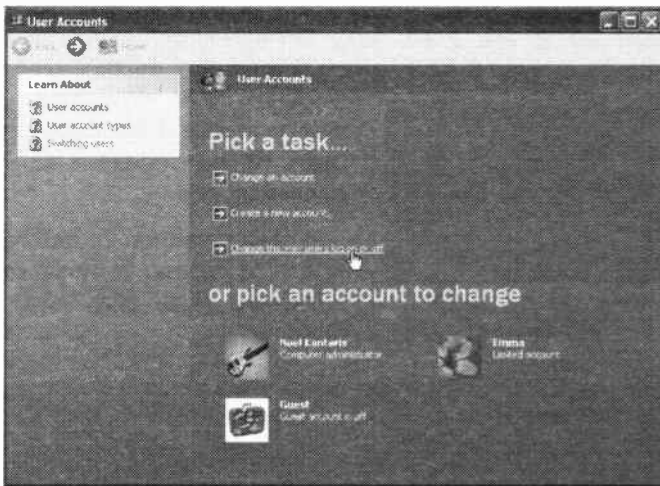 User Accounts
Back Home
Learn About
User accounts
User account types
Switching users
User Accounts
Pick a task...
Change an account
Create a new account
Change the way users log on or off
or pick an account to change
Noel Kantaris
Computer administrator
Emma
Limited account
Guest
Guest account is off